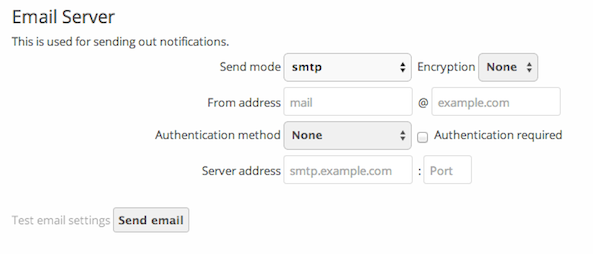 Email Server
This is used for sending out notifications.
Send mode smtp Encryption None
From address mail @ example.com
Authentication method None Authentication required
Server address smtp.example.com : Port
Test email settings Send email